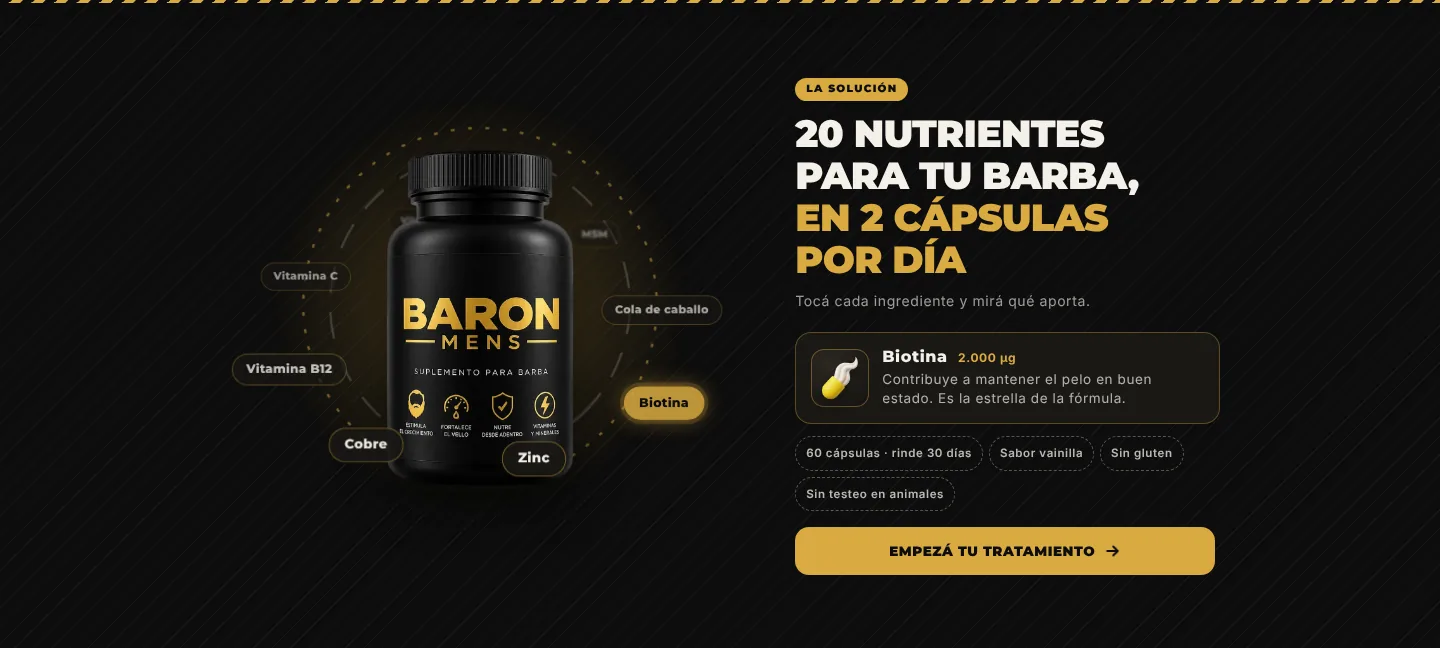 LA SOLUCIÓN
20 NUTRIENTES
PARA TU BARBA,
EN 2 CÁPSULAS
POR DÍA
Tocá cada ingrediente y mirá qué aporta.
Biotina 2.000 µg
Contribuye a mantener el pelo en buen
estado. Es la estrella de la fórmula.
60 cápsulas · rinde 30 días
Sabor vainilla
Sin gluten
Sin testeo en animales
EMPEZÁ TU TRATAMIENTO →
MSM
Vitamina C
Cola de caballo
Vitamina B12
Biotina
Cobre
Zinc
BARON
MENS
SUPLEMENTO PARA BARBA
ESTIMULA
EL CRECIMIENTO
FORTALECE
EL VELLO
NUTRE
DESDE ADENTRO
VITAMINAS
Y MINERALES